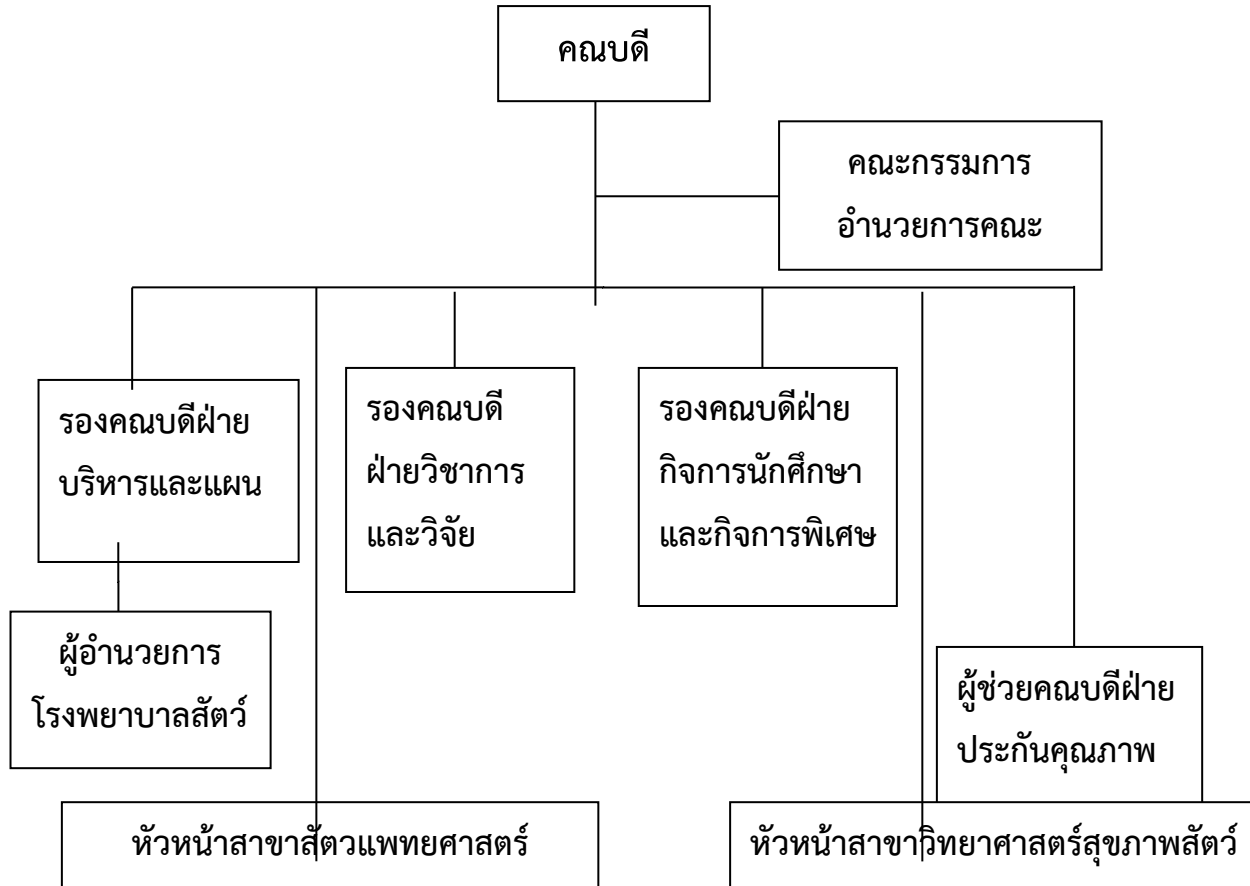 คณบดี
คณะกรรมการ
อำนวยการคณะ
รองคณบดีฝ่าย
บริหารและแผน
รองคณบดี
ฝ่ายวิชาการ
และวิจัย
รองคณบดีฝ่าย
กิจการนักศึกษา
และกิจการพิเศษ
ผู้อำนวยการ
โรงพยาบาลสัตว์
ผู้ช่วยคณบดีฝ่าย
ประกันคุณภาพ
หัวหน้าสาขาสัตวแพทยศาสตร์
หัวหน้าสาขาวิทยาศาสตร์สุขภาพสัตว์